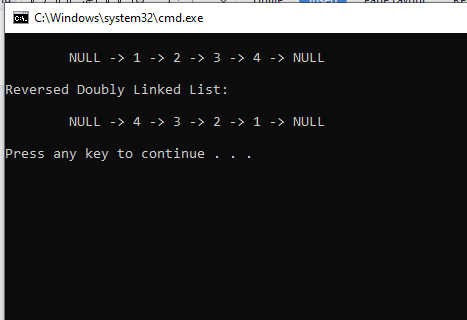 C:\Windows\system32\cmd.exe
NULL -> 1 -> 2 -> 3 -> 4 -> NULL
Reversed Doubly Linked List:
NULL -> 4 -> 3 -> 2 -> 1 -> NULL
Press any key to continue . . .